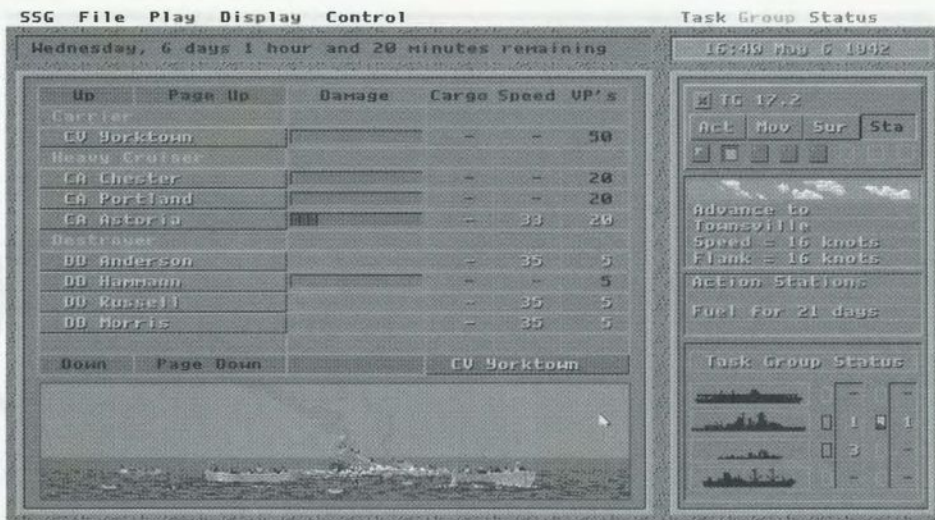 SSG File Play Display Control Task Group Status
Wednesday, 6 days 1 hour and 20 minutes remaining
16:40 May 6 1942
Up Page Up Damage Cargo Speed VP's
Carrier
CV Yorktown - - 50
Heavy Cruiser
CA Chester - - 20
CA Portland - - 20
CA Astoria - 33 20
Destroyer
DD Anderson - 35 5
DD Hammann - - 5
DD Russell - 35 5
DD Morris - 35 5
Down Page Down CV Yorktown
TG 17.2
Act Mov Sur Sta
Advance to
Townsville
Speed = 16 knots
Flank = 16 knots
Action Stations
Fuel for 21 days
Task Group Status
- -
1 1
3 -
- -